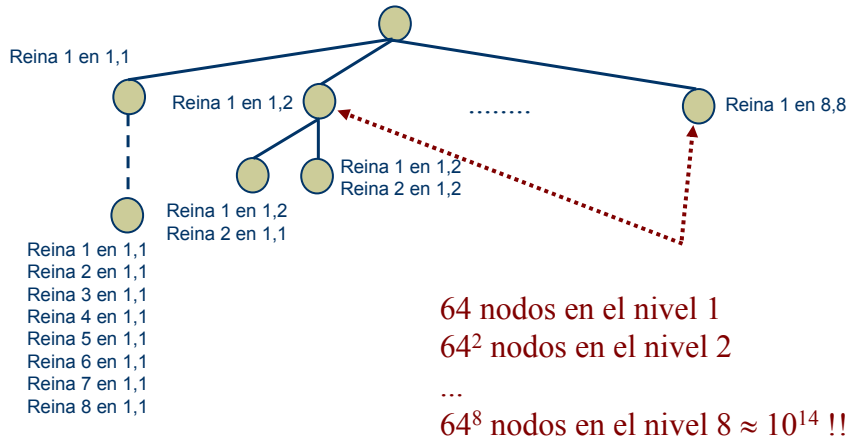 Reina 1 en 1,1
Reina 1 en 1,2
........
Reina 1 en 8,8
Reina 1 en 1,2
Reina 2 en 1,2
Reina 1 en 1,2
Reina 2 en 1,1
Reina 1 en 1,1
Reina 2 en 1,1
Reina 3 en 1,1
Reina 4 en 1,1
Reina 5 en 1,1
Reina 6 en 1,1
Reina 7 en 1,1
Reina 8 en 1,1
64 nodos en el nivel 1
64² nodos en el nivel 2
...
64⁸ nodos en el nivel 8 ≈ 10¹⁴ !!